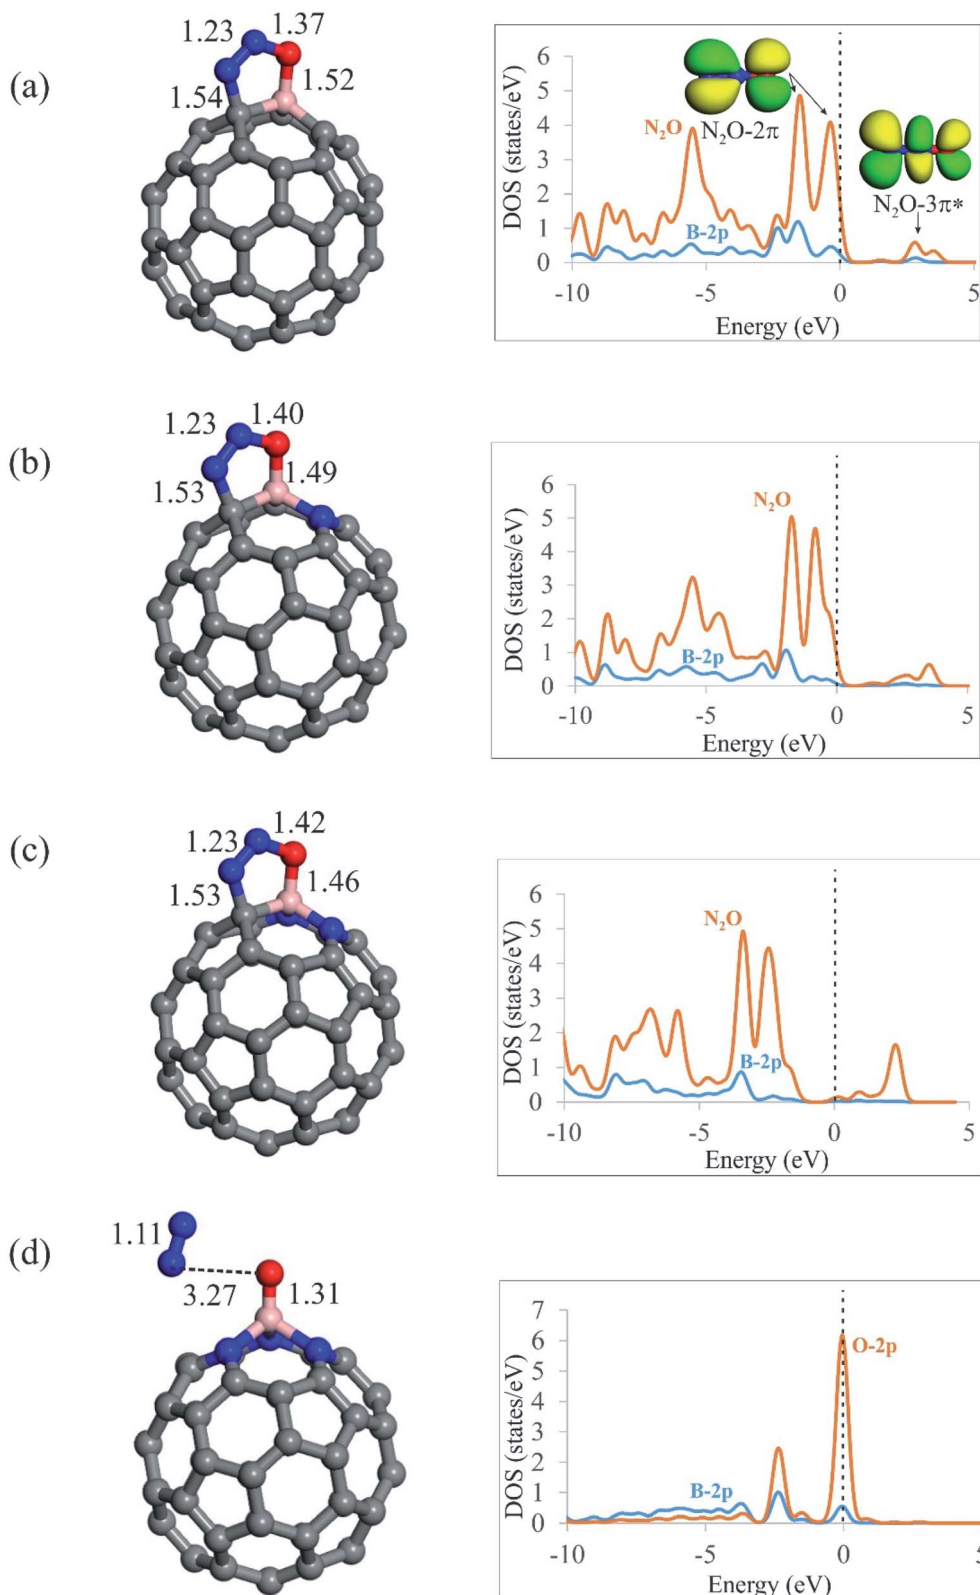 (a)
1.23
1.37
1.54
1.52
DOS (states/eV)
6
5
4
3
2
1
0
N₂O
N₂O-2π
N₂O-3π*
B-2p
-10
-5
0
5
Energy (eV)
(b)
1.23
1.40
1.53
1.49
DOS (states/eV)
6
5
4
3
2
1
0
N₂O
B-2p
-10
-5
0
5
Energy (eV)
(c)
1.23
1.42
1.53
1.46
DOS (states/eV)
6
5
4
3
2
1
0
N₂O
B-2p
-10
-5
0
5
Energy (eV)
(d)
1.11
3.27
1.31
DOS (states/eV)
7
6
5
4
3
2
1
0
O-2p
B-2p
-10
-5
0
5
Energy (eV)